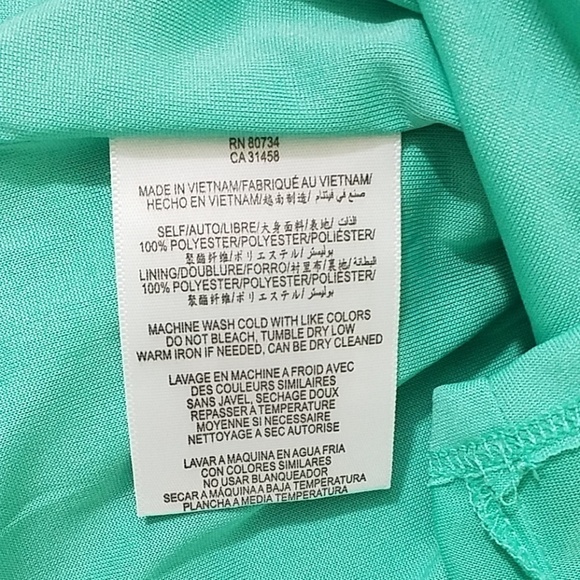 RN 80734
CA 31458
MADE IN VIETNAM/FABRIQUÉ AU VIETNAM/
HECHO EN VIETNAM/越南制造/ صنع في فيتنام
SELF/AUTO/LIBRE/大身面料/表地/الذات
100% POLYESTER/POLYESTER/POLIÉSTER/
聚酯纤维/ポリエステル/بوليستر
LINING/DOUBLURE/FORRO/衬里布/裏地/البطانة
100% POLYESTER/POLYESTER/POLIÉSTER/
聚酯纤维/ポリエステル/بوليستر
MACHINE WASH COLD WITH LIKE COLORS
DO NOT BLEACH, TUMBLE DRY LOW
WARM IRON IF NEEDED, CAN BE DRY CLEANED
LAVAGE EN MACHINE A FROID AVEC
DES COULEURS SIMILAIRES
SANS JAVEL, SECHAGE DOUX
REPASSER A TEMPERATURE
MOYENNE SI NECESSAIRE
NETTOYAGE A SEC AUTORISE
LAVAR A MAQUINA EN AGUA FRIA
CON COLORES SIMILARES
NO USAR BLANQUEADOR
SECAR A MÁQUINA A BAJA TEMPERATURA
PLANCHA A MEDIA TEMPERATURA